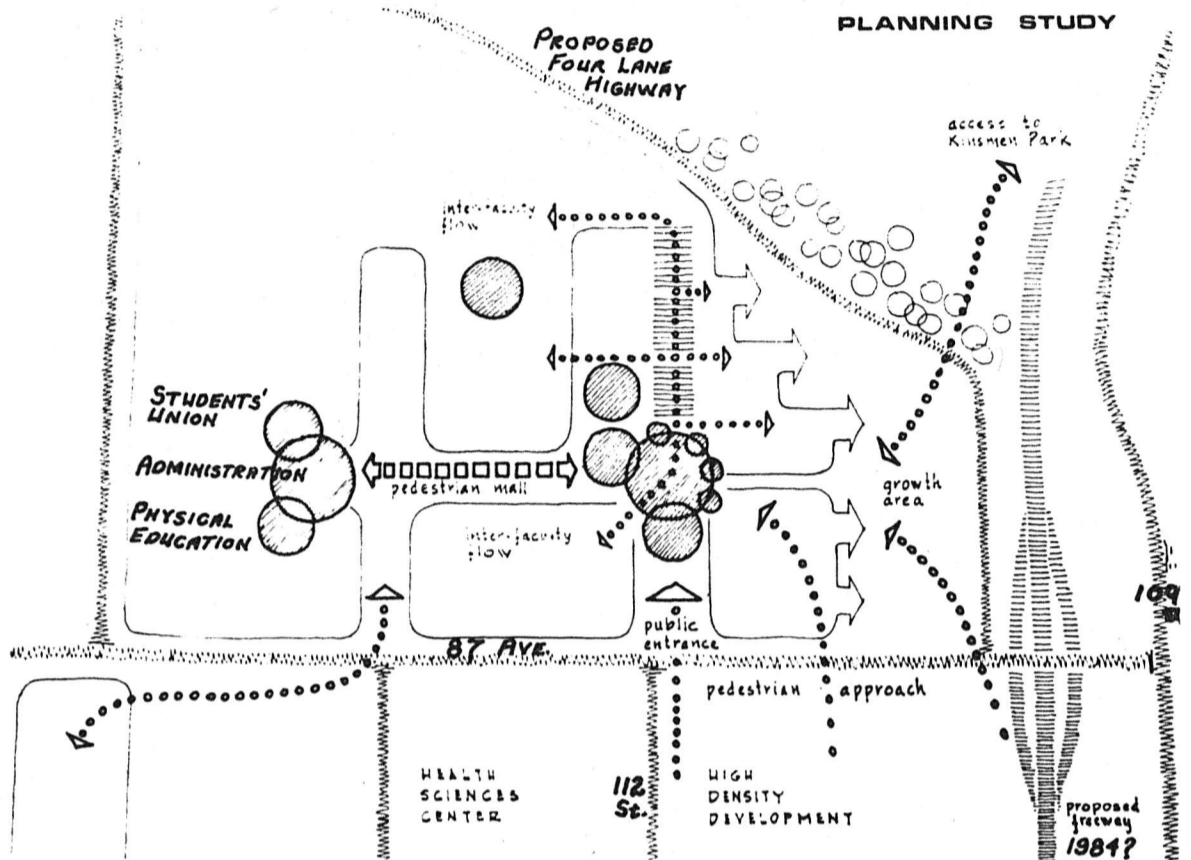 PLANNING STUDY
PROPOSED
FOUR LANE
HIGHWAY
access to
Kinsmen Park
inter-faculty
flow
STUDENTS'
UNION
ADMINISTRATION
PHYSICAL
EDUCATION
pedestrian mall
inter-faculty
flow
growth
area
109
public
entrance
87 AVE.
pedestrian approach
HEALTH
SCIENCES
CENTER
112
St.
HIGH
DENSITY
DEVELOPMENT
proposed
freeway
1984?